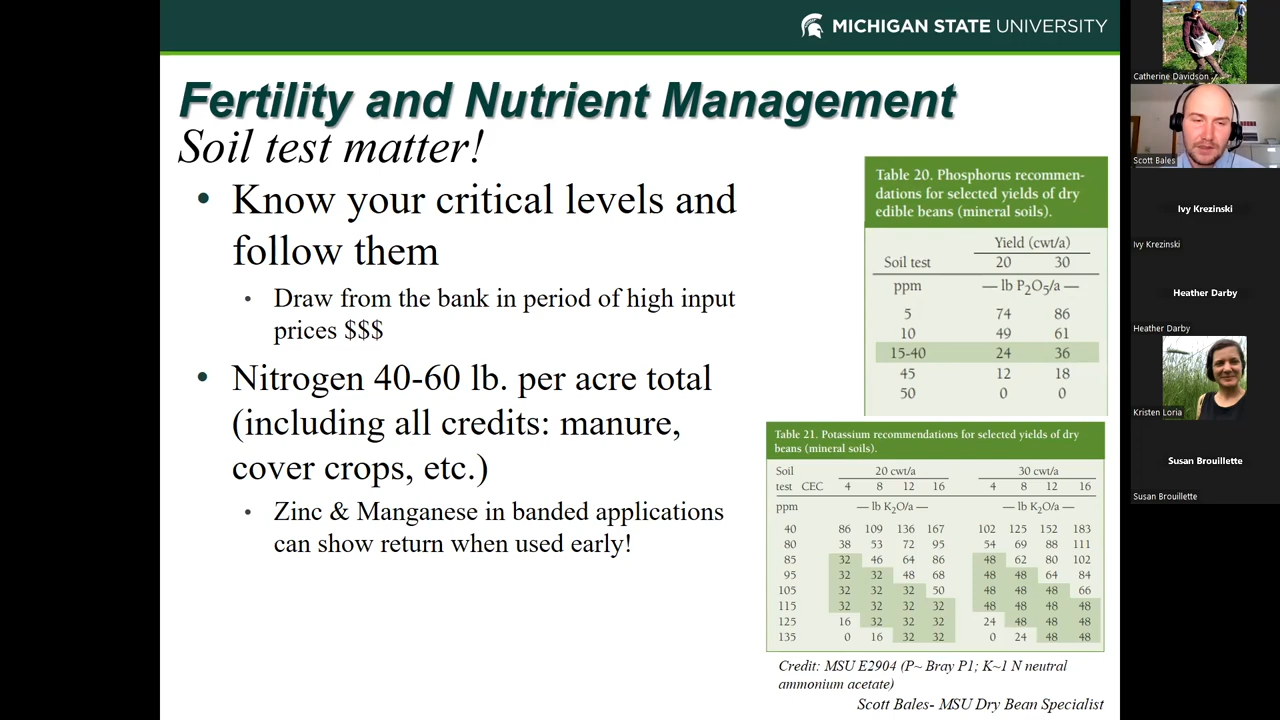 MICHIGAN STATE UNIVERSITY
Fertility and Nutrient Management
Soil test matter!
• Know your critical levels and
follow them
• Draw from the bank in period of high input
prices $$$
• Nitrogen 40-60 lb. per acre total
(including all credits: manure,
cover crops, etc.)
• Zinc & Manganese in banded applications
can show return when used early!
Table 20. Phosphorus recommen-
dations for selected yields of dry
edible beans (mineral soils).
Yield (cwt/a)
Soil test 20 30
ppm — lb P₂O₅/a —
5 74 86
10 49 61
15-40 24 36
45 12 18
50 0 0
Table 21. Potassium recommendations for selected yields of dry
beans (mineral soils).
Soil 20 cwt/a 30 cwt/a
test CEC 4 8 12 16 4 8 12 16
ppm — lb K₂O/a — — lb K₂O/a —
40 86 109 136 167 102 125 152 183
80 38 53 72 95 54 69 88 111
85 32 46 64 86 48 62 80 102
95 32 32 48 68 48 48 64 84
105 32 32 32 50 48 48 48 66
115 32 32 32 32 48 48 48 48
125 16 32 32 32 24 48 48 48
135 0 16 32 32 0 24 48 48
Credit: MSU E2904 (P~ Bray P1; K~1 N neutral
ammonium acetate)
Scott Bales- MSU Dry Bean Specialist
Catherine Davidson
Scott Bales
Ivy Krezinski
Ivy Krezinski
Heather Darby
Heather Darby
Kristen Loria
Susan Brouillette
Susan Brouillette